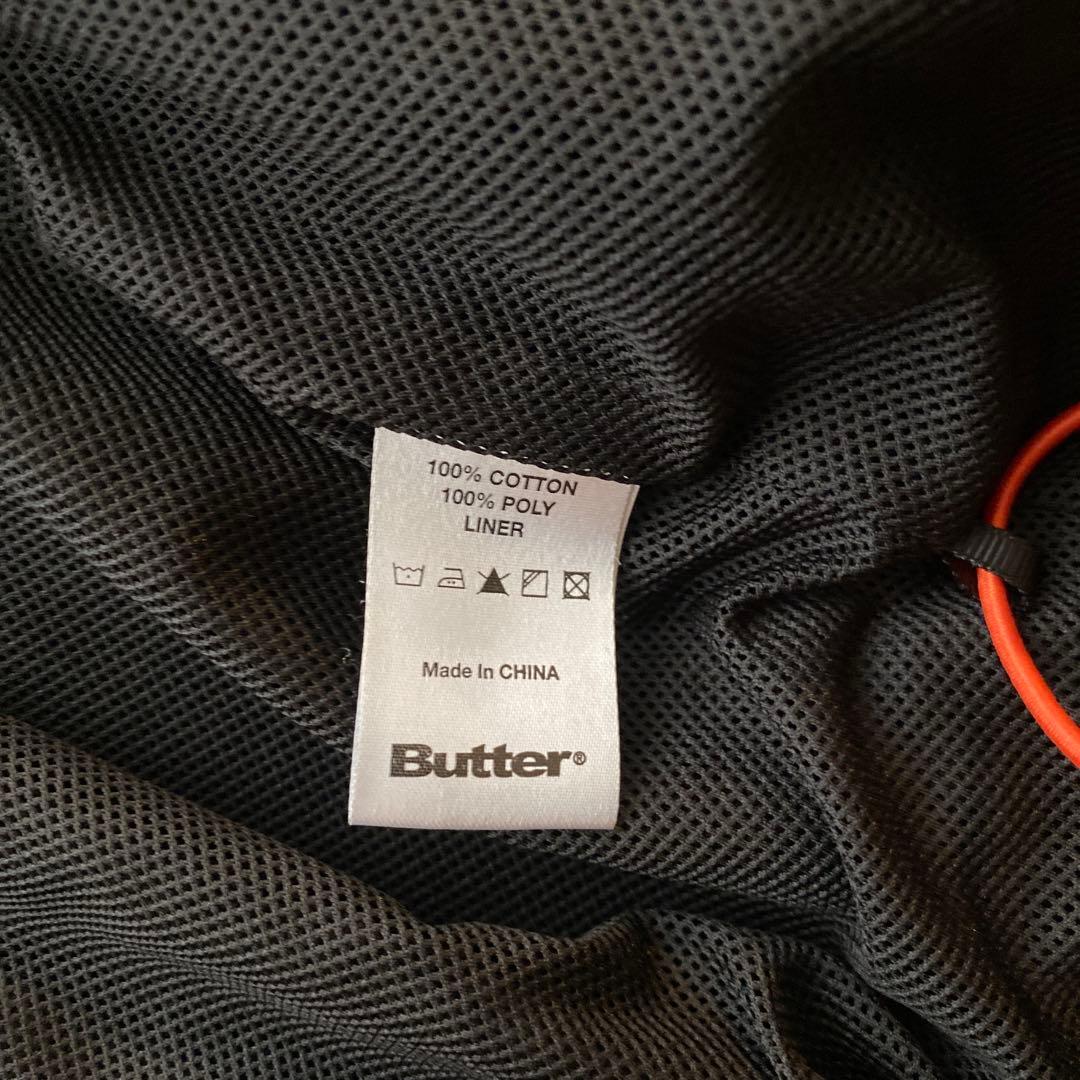 100% COTTON
100% POLY
LINER
Made In CHINA
Butter®